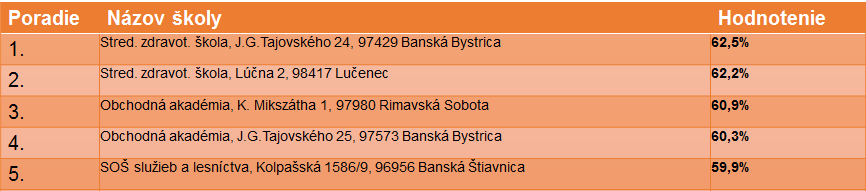 Poradie Názov školy Hodnotenie
1. Stred. zdravot. škola, J.G.Tajovského 24, 97429 Banská Bystrica 62,5%
2. Stred. zdravot. škola, Lúčna 2, 98417 Lučenec 62,2%
3. Obchodná akadémia, K. Mikszátha 1, 97980 Rimavská Sobota 60,9%
4. Obchodná akadémia, J.G.Tajovského 25, 97573 Banská Bystrica 60,3%
5. SOŠ služieb a lesníctva, Kolpašská 1586/9, 96956 Banská Štiavnica 59,9%